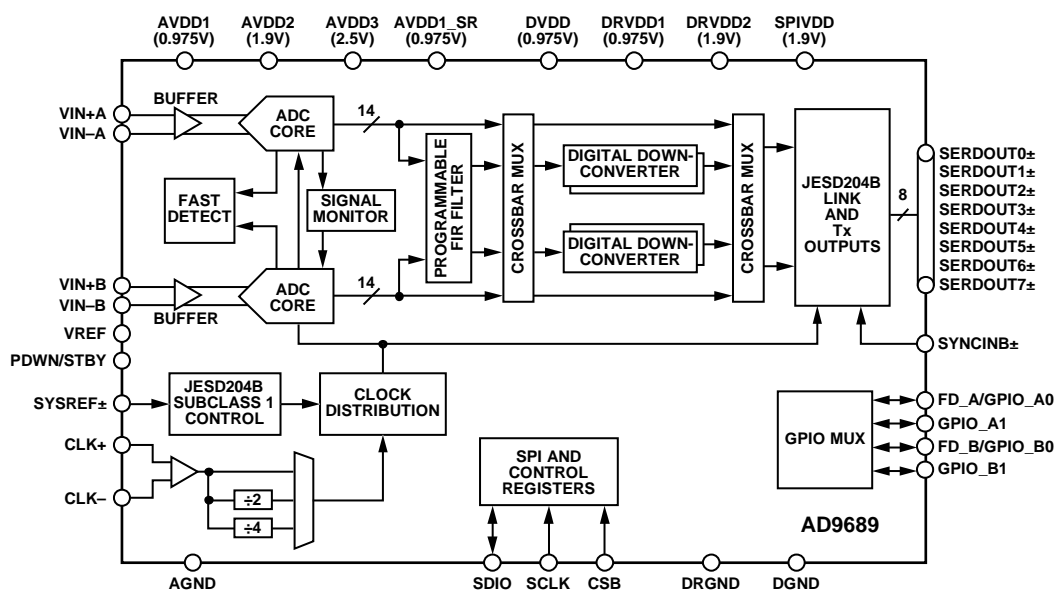 AVDD1
(0.975V)
AVDD2
(1.9V)
AVDD3
(2.5V)
AVDD1_SR
(0.975V)
DVDD
(0.975V)
DRVDD1
(0.975V)
DRVDD2
(1.9V)
SPIVDD
(1.9V)
VIN+A
VIN–A
BUFFER
ADC
CORE
14
FAST
DETECT
SIGNAL
MONITOR
PROGRAMMABLE
FIR FILTER
CROSSBAR MUX
DIGITAL DOWN-
CONVERTER
DIGITAL DOWN-
CONVERTER
CROSSBAR MUX
JESD204B
LINK
AND
Tx
OUTPUTS
8
SERDOUT0±
SERDOUT1±
SERDOUT2±
SERDOUT3±
SERDOUT4±
SERDOUT5±
SERDOUT6±
SERDOUT7±
VIN+B
VIN–B
BUFFER
ADC
CORE
14
VREF
PDWN/STBY
SYNCINB±
SYSREF±
JESD204B
SUBCLASS 1
CONTROL
CLOCK
DISTRIBUTION
CLK+
CLK–
÷2
÷4
SPI AND
CONTROL
REGISTERS
GPIO MUX
FD_A/GPIO_A0
GPIO_A1
FD_B/GPIO_B0
GPIO_B1
AD9689
AGND
SDIO
SCLK
CSB
DRGND
DGND